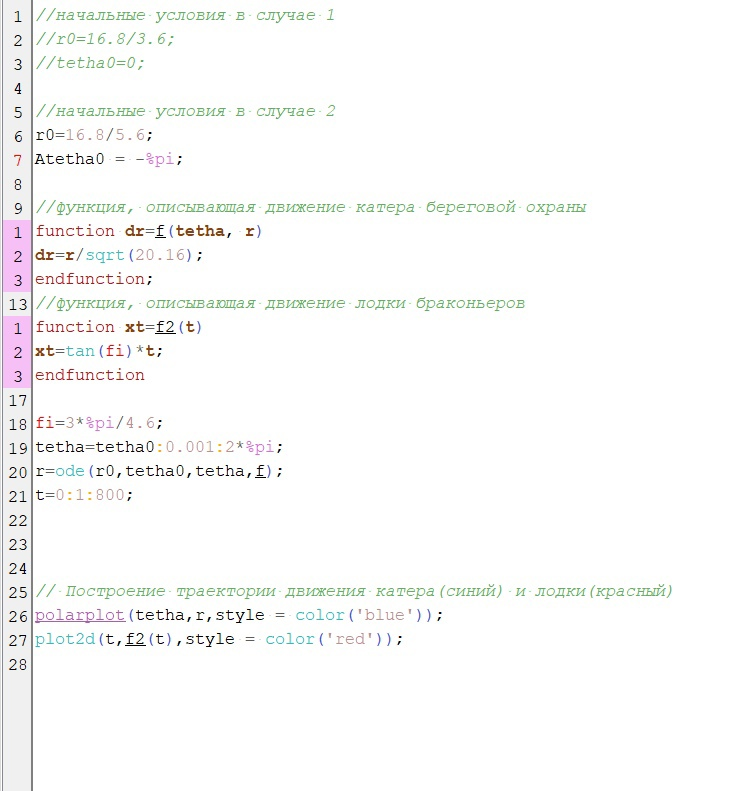 1 //начальные условия в случае 1
2 //r0=16.8/3.6;
3 //tetha0=0;
4
5 //начальные условия в случае 2
6 r0=16.8/5.6;
7 Atetha0 = -%pi;
8
9 //функция, описывающая движение катера береговой охраны
1 function dr=f(tetha, r)
2 dr=r/sqrt(20.16);
3 endfunction;
13 //функция, описывающая движение лодки браконьеров
1 function xt=f2(t)
2 xt=tan(fi)*t;
3 endfunction
17
18 fi=3*%pi/4.6;
19 tetha=tetha0:0.001:2*%pi;
20 r=ode(r0,tetha0,tetha,f);
21 t=0:1:800;
22
23
24
25 // Построение траектории движения катера(синий) и лодки(красный)
26 polarplot(tetha,r,style = color('blue'));
27 plot2d(t,f2(t),style = color('red'));
28